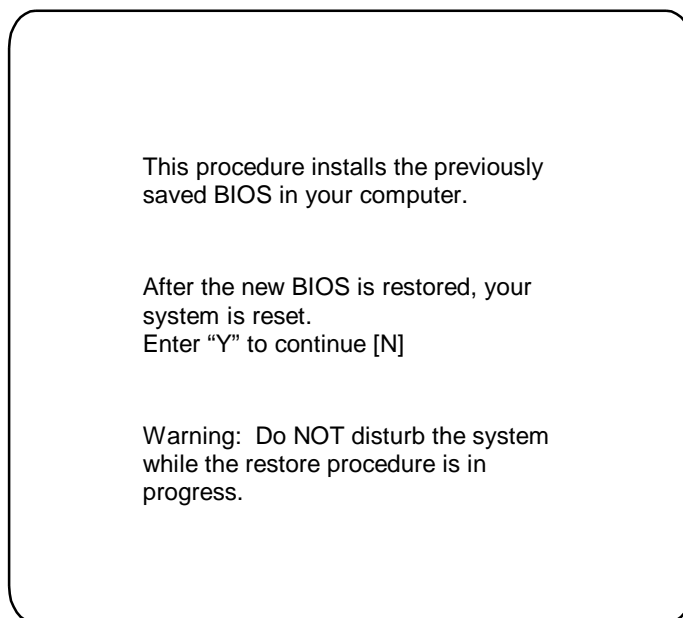 This procedure installs the previously
saved BIOS in your computer.
After the new BIOS is restored, your
system is reset.
Enter “Y” to continue [N]
Warning:  Do NOT disturb the system
while the restore procedure is in
progress.